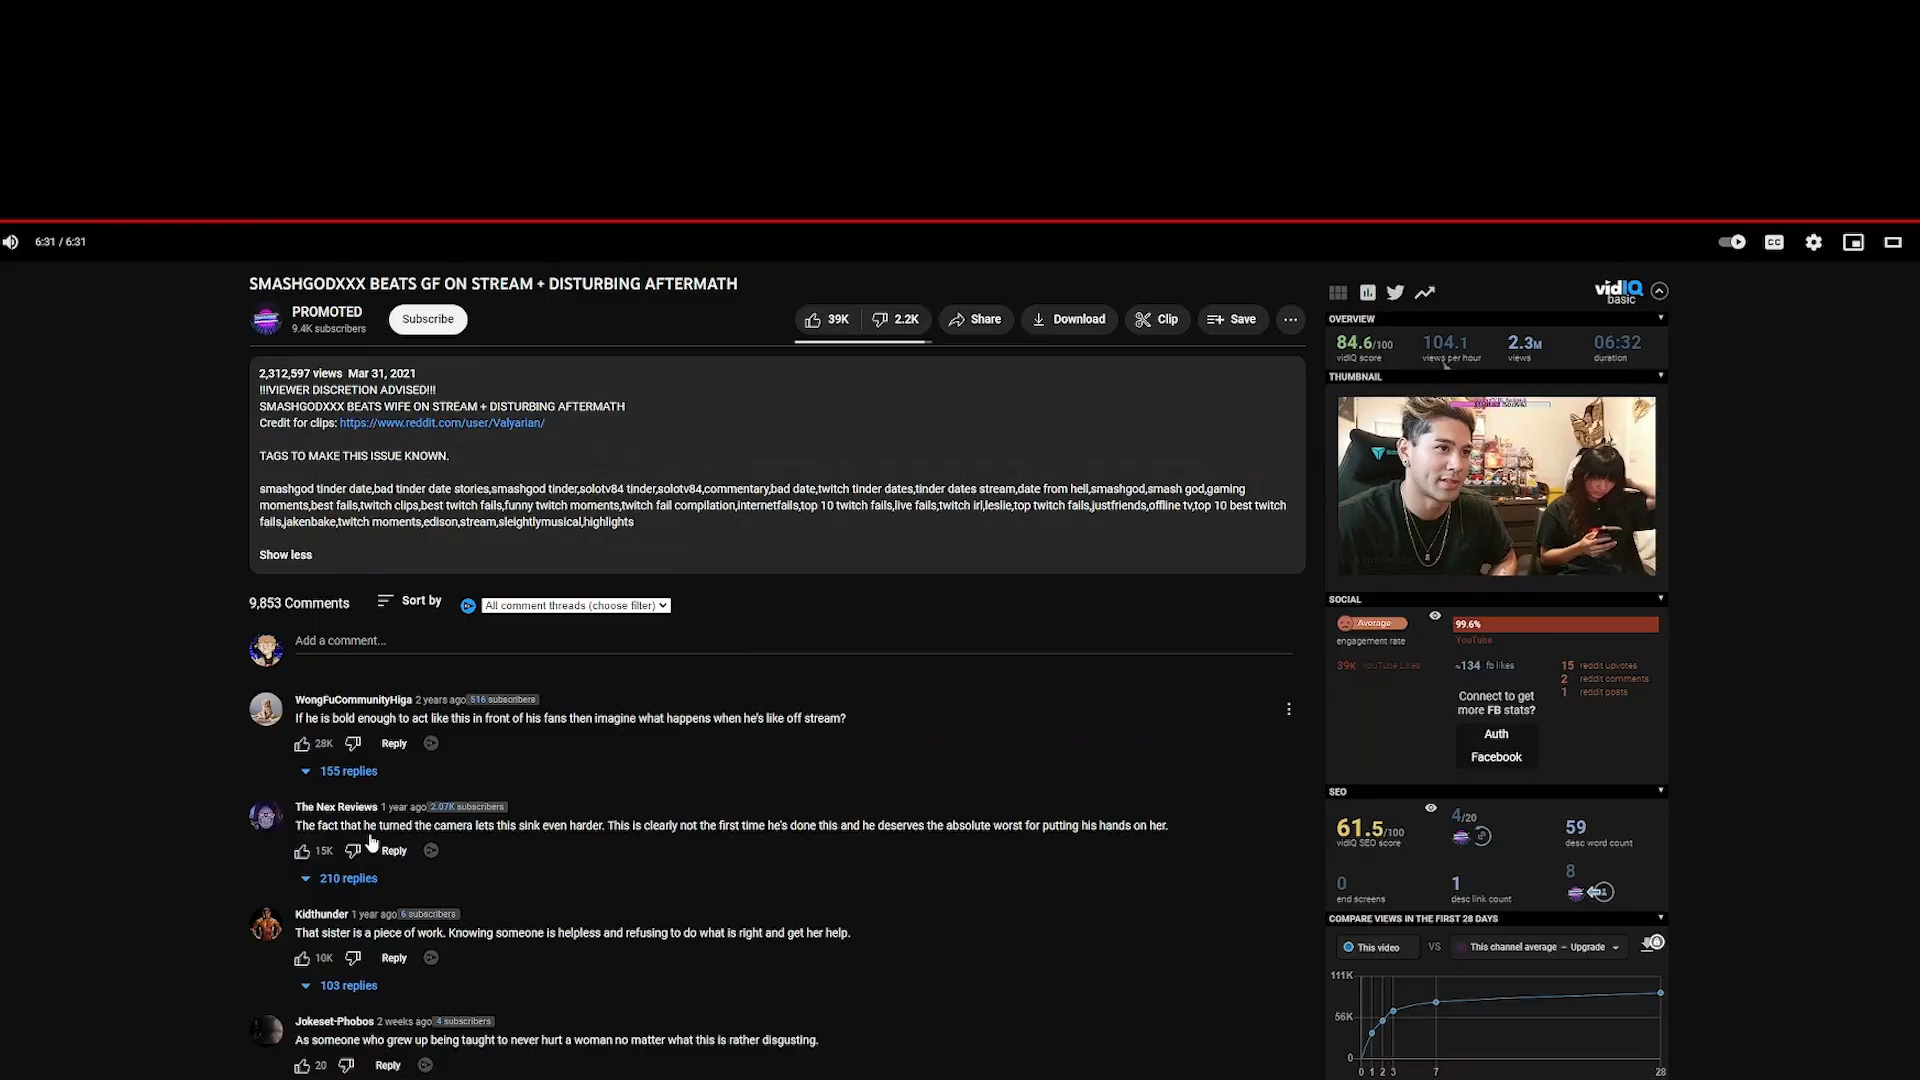 6:31 / 6:31
SMASHGODXXX BEATS GF ON STREAM + DISTURBING AFTERMATH
PROMOTED
9.4K subscribers
Subscribe
39K
2.2K
Share
Download
Clip
Save
2,312,597 views Mar 31, 2021
!!!VIEWER DISCRETION ADVISED!!!
SMASHGODXXX BEATS WIFE ON STREAM + DISTURBING AFTERMATH
Credit for clips: https://www.reddit.com/user/Valyarian/
TAGS TO MAKE THIS ISSUE KNOWN.
smashgod tinder date,bad tinder date stories,smashgod tinder,solotv84 tinder,solotv84,commentary,bad date,twitch tinder dates,tinder dates stream,date from hell,smashgod,smash god,gaming
moments,best fails,twitch clips,best twitch fails,funny twitch moments,twitch fail compilation,internetfails,top 10 twitch fails,live fails,twitch irl,leslie,top twitch fails,justfriends,offline tv,top 10 best twitch
fails,jakenbake,twitch moments,edison,stream,sleightlymusical,highlights
Show less
9,853 Comments
Sort by
All comment threads (choose filter)
Add a comment...
WongFuCommunityHiga 2 years ago 516 subscribers
If he is bold enough to act like this in front of his fans then imagine what happens when he's like off stream?
28K
Reply
155 replies
The Nex Reviews 1 year ago 2.07K subscribers
The fact that he turned the camera lets this sink even harder. This is clearly not the first time he's done this and he deserves the absolute worst for putting his hands on her.
15K
Reply
210 replies
Kidthunder 1 year ago 6 subscribers
That sister is a piece of work. Knowing someone is helpless and refusing to do what is right and get her help.
10K
Reply
103 replies
Jokeset-Phobos 2 weeks ago 4 subscribers
As someone who grew up being taught to never hurt a woman no matter what this is rather disgusting.
20
Reply
vidIQ
basic
OVERVIEW
84.6/100
vidIQ score
104.1
views per hour
2.3M
views
06:32
duration
THUMBNAIL
SOCIAL
Average
engagement rate
99.6%
YouTube
39K YouTube Likes
≈134 fb likes
15 reddit upvotes
2 reddit comments
1 reddit posts
Connect to get
more FB stats?
Auth
Facebook
SEO
61.5/100
vidIQ SEO score
4/20
59
desc word count
0
end screens
1
desc link count
8
COMPARE VIEWS IN THE FIRST 28 DAYS
This video
VS
This channel average – Upgrade
111K
56K
0
0 1 2 3 7 28